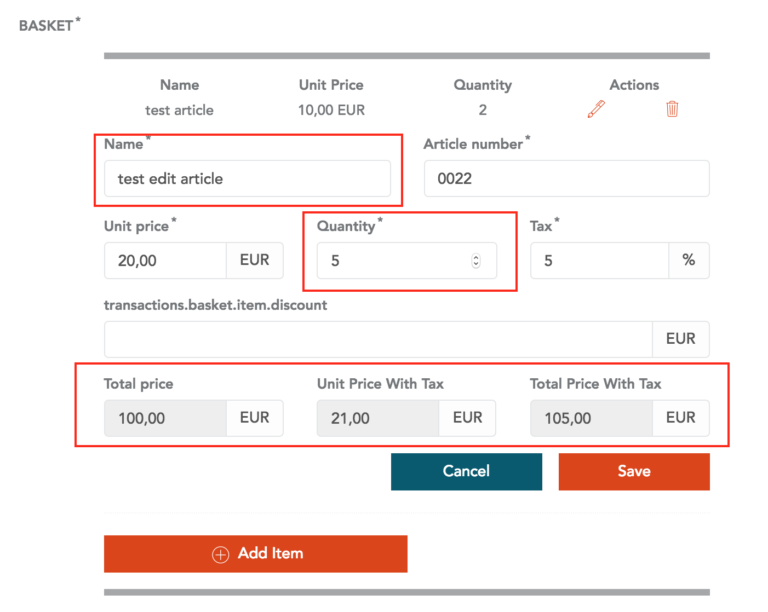 BASKET*
Name Unit Price Quantity Actions
test article 10,00 EUR 2
Name* Article number*
test edit article 0022
Unit price* Quantity* Tax*
20,00 EUR 5 5 %
transactions.basket.item.discount
EUR
Total price Unit Price With Tax Total Price With Tax
100,00 EUR 21,00 EUR 105,00 EUR
Cancel Save
Add Item